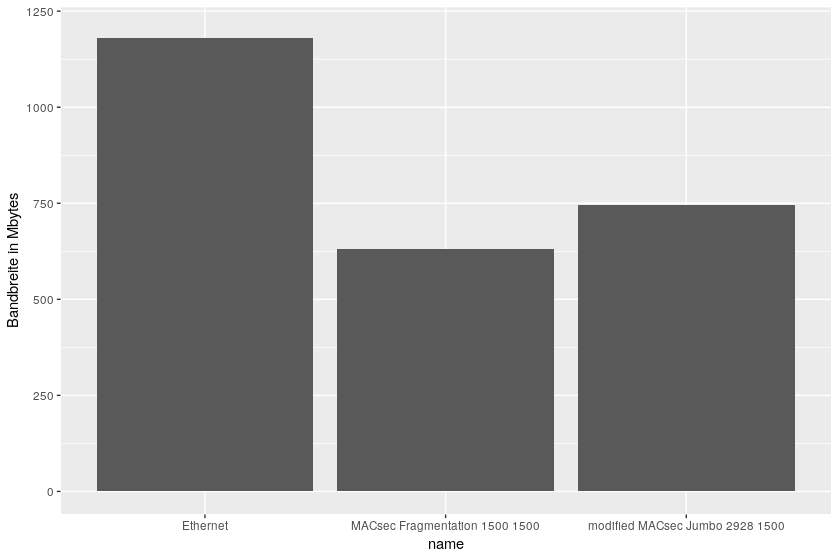 1250
1000
750
500
250
0
Bandbreite in Mbytes
Ethernet
MACsec Fragmentation 1500 1500
modified MACsec Jumbo 2928 1500
name